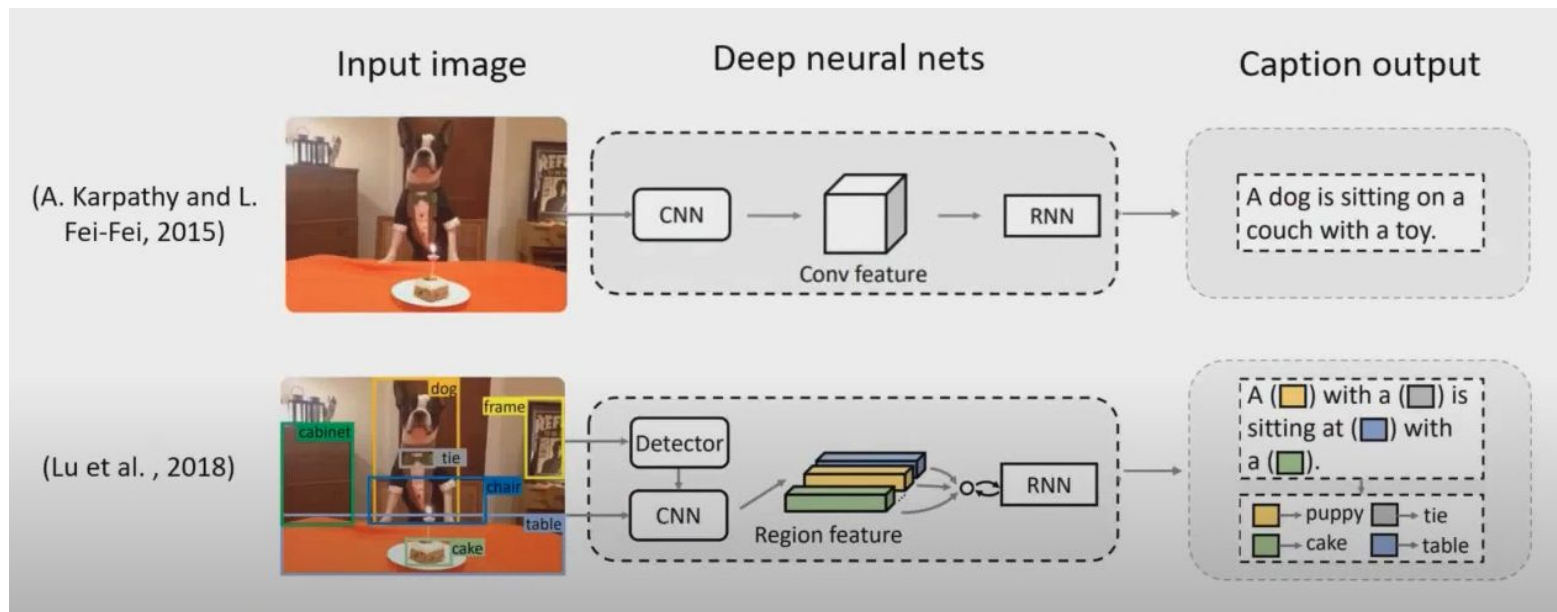 Input image
Deep neural nets
Caption output
(A. Karpathy and L.
Fei-Fei, 2015)
CNN
Conv feature
RNN
A dog is sitting on a
couch with a toy.
(Lu et al. , 2018)
dog
frame
cabinet
tie
chair
table
cake
Detector
CNN
Region feature
RNN
A ( ) with a ( ) is
sitting at ( ) with
a ( ).
puppy
tie
cake
table